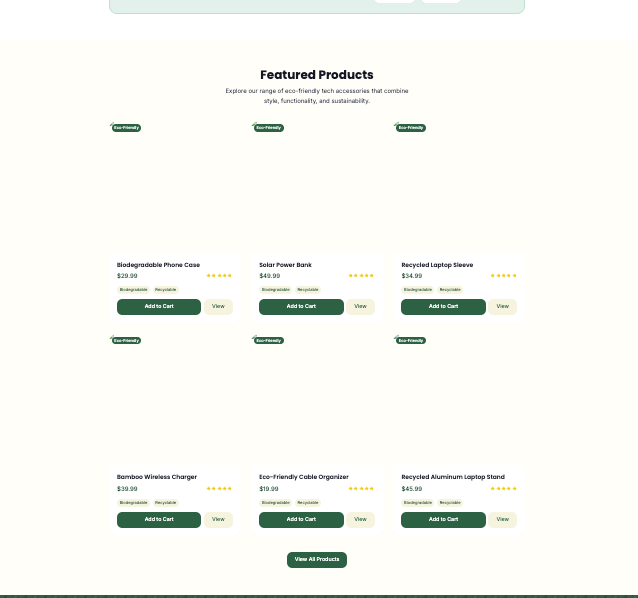 Featured Products
Explore our range of eco-friendly tech accessories that combine
style, functionality, and sustainability.
Eco-Friendly
Eco-Friendly
Eco-Friendly
Biodegradable Phone Case
$29.99
Biodegradable Recyclable
Add to Cart View
Solar Power Bank
$49.99
Biodegradable Recyclable
Add to Cart View
Recycled Laptop Sleeve
$34.99
Biodegradable Recyclable
Add to Cart View
Eco-Friendly
Eco-Friendly
Eco-Friendly
Bamboo Wireless Charger
$39.99
Biodegradable Recyclable
Add to Cart View
Eco-Friendly Cable Organizer
$19.99
Biodegradable Recyclable
Add to Cart View
Recycled Aluminum Laptop Stand
$45.99
Biodegradable Recyclable
Add to Cart View
View All Products